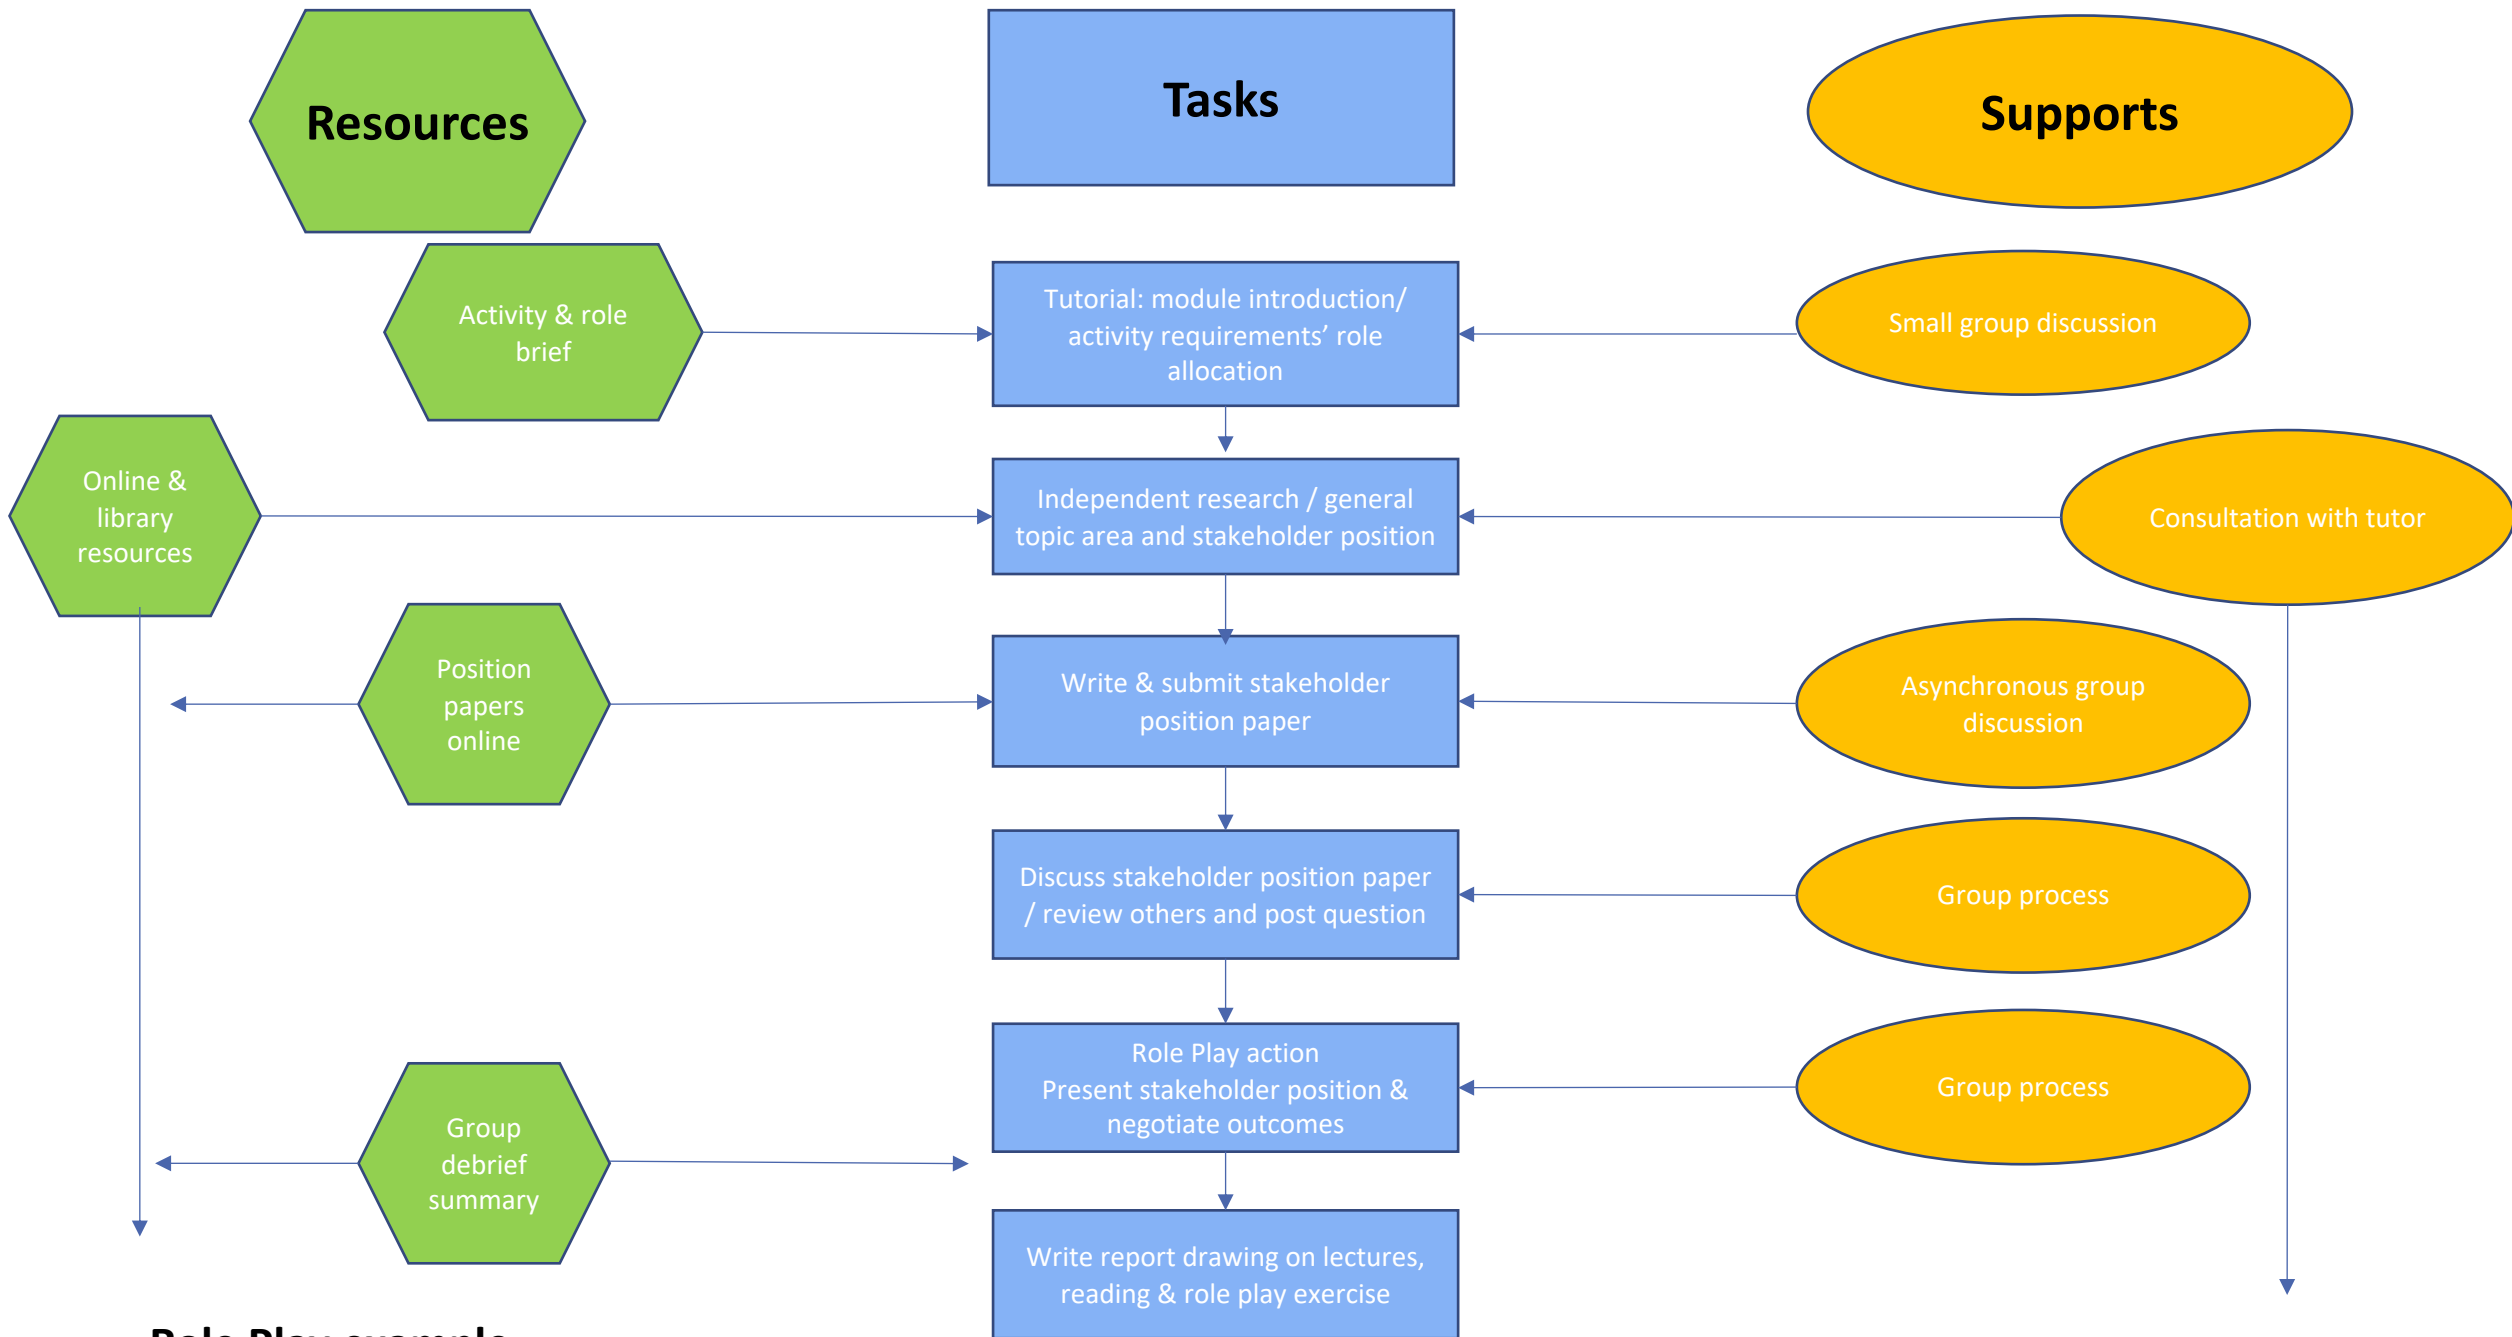 Resources
Tasks
Supports
Activity & role
brief
Tutorial: module introduction/
activity requirements’ role
allocation
Small group discussion
Online &
library
resources
Independent research / general
topic area and stakeholder position
Consultation with tutor
Position
papers
online
Write & submit stakeholder
position paper
Asynchronous group
discussion
Discuss stakeholder position paper
/ review others and post question
Group process
Role Play action
Present stakeholder position &
negotiate outcomes
Group process
Group
debrief
summary
Write report drawing on lectures,
reading & role play exercise
Role Play example